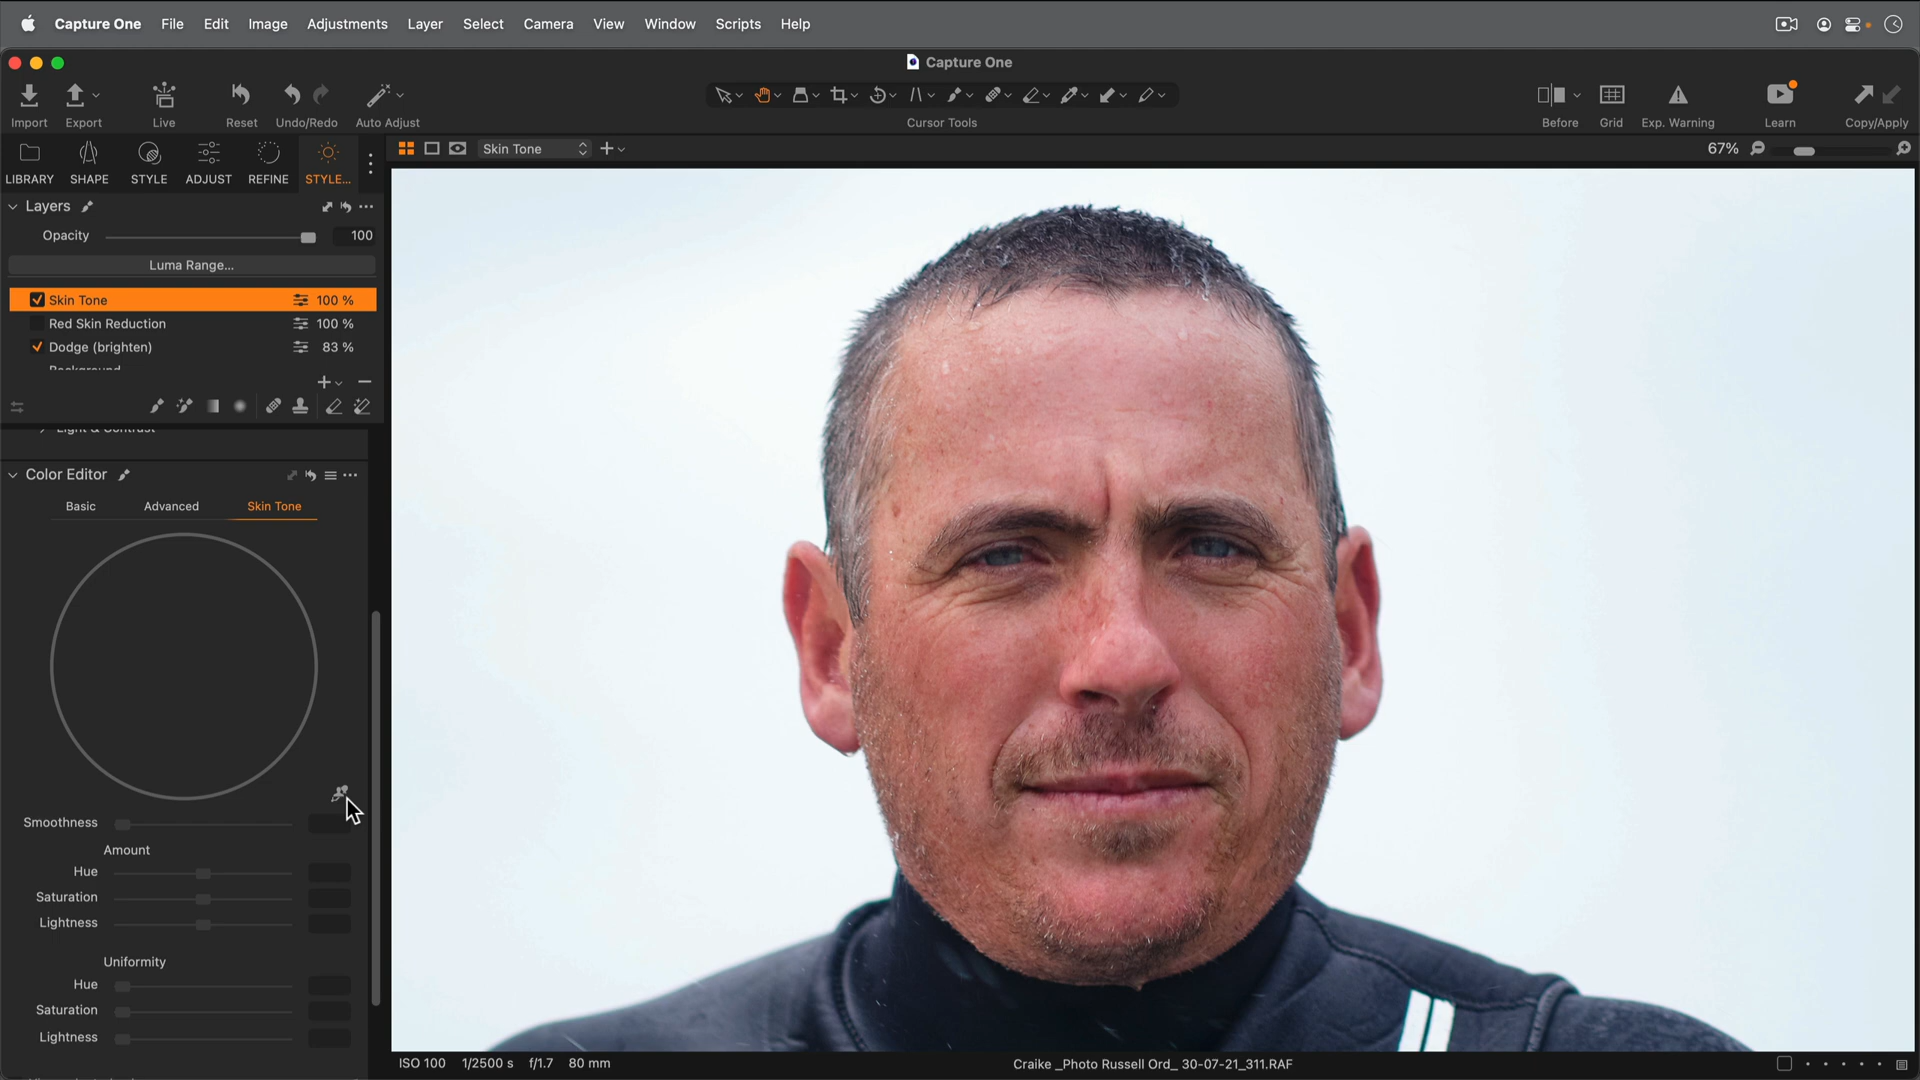 Capture One File Edit Image Adjustments Layer Select Camera View Window Scripts Help
Capture One
Import Export Live Reset Undo/Redo Auto Adjust Cursor Tools Before Grid Exp. Warning Learn Copy/Apply
LIBRARY SHAPE STYLE ADJUST REFINE STYLE...
Skin Tone
67%
Layers
Opacity 100
Luma Range...
Skin Tone 100 %
Red Skin Reduction 100 %
Dodge (brighten) 83 %
Background
Light & Contrast
Color Editor
Basic Advanced Skin Tone
Smoothness
Amount
Hue
Saturation
Lightness
Uniformity
Hue
Saturation
Lightness
ISO 100 1/2500 s f/1.7 80 mm
Craike _Photo Russell Ord_ 30-07-21_311.RAF